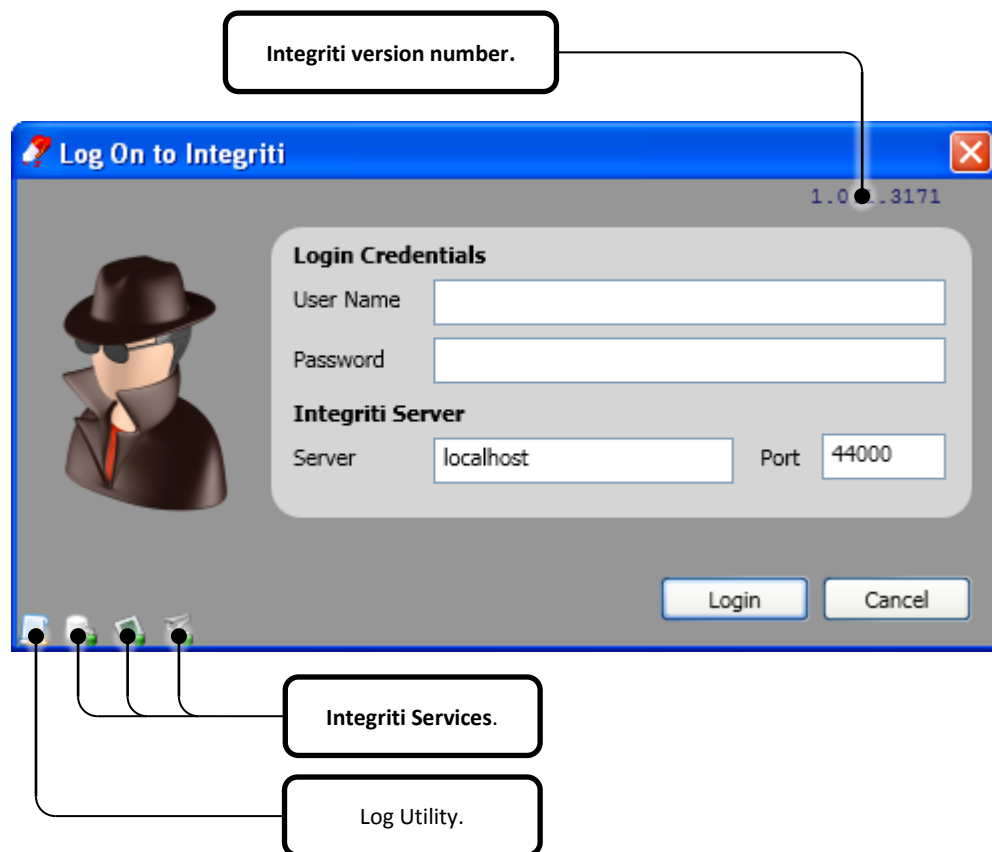 Integriti version number.
Log On to Integriti
Login Credentials
User Name
Password
Integriti Server
Server localhost Port 44000
Login Cancel
Integriti Services.
Log Utility.